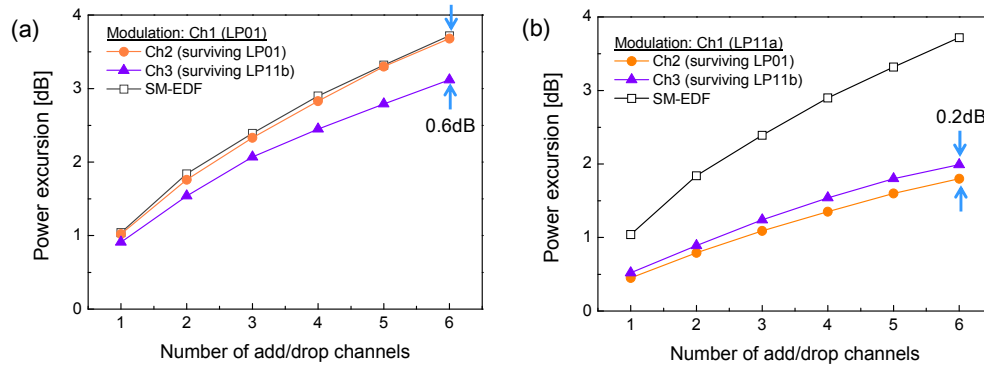 (a)
Modulation: Ch1 (LP01)
Ch2 (surviving LP01)
Ch3 (surviving LP11b)
SM-EDF
0.6dB
Power excursion [dB]
4
3
2
1
0
1 2 3 4 5 6
Number of add/drop channels
(b)
Modulation: Ch1 (LP11a)
Ch2 (surviving LP01)
Ch3 (surviving LP11b)
SM-EDF
0.2dB
Power excursion [dB]
4
3
2
1
0
1 2 3 4 5 6
Number of add/drop channels